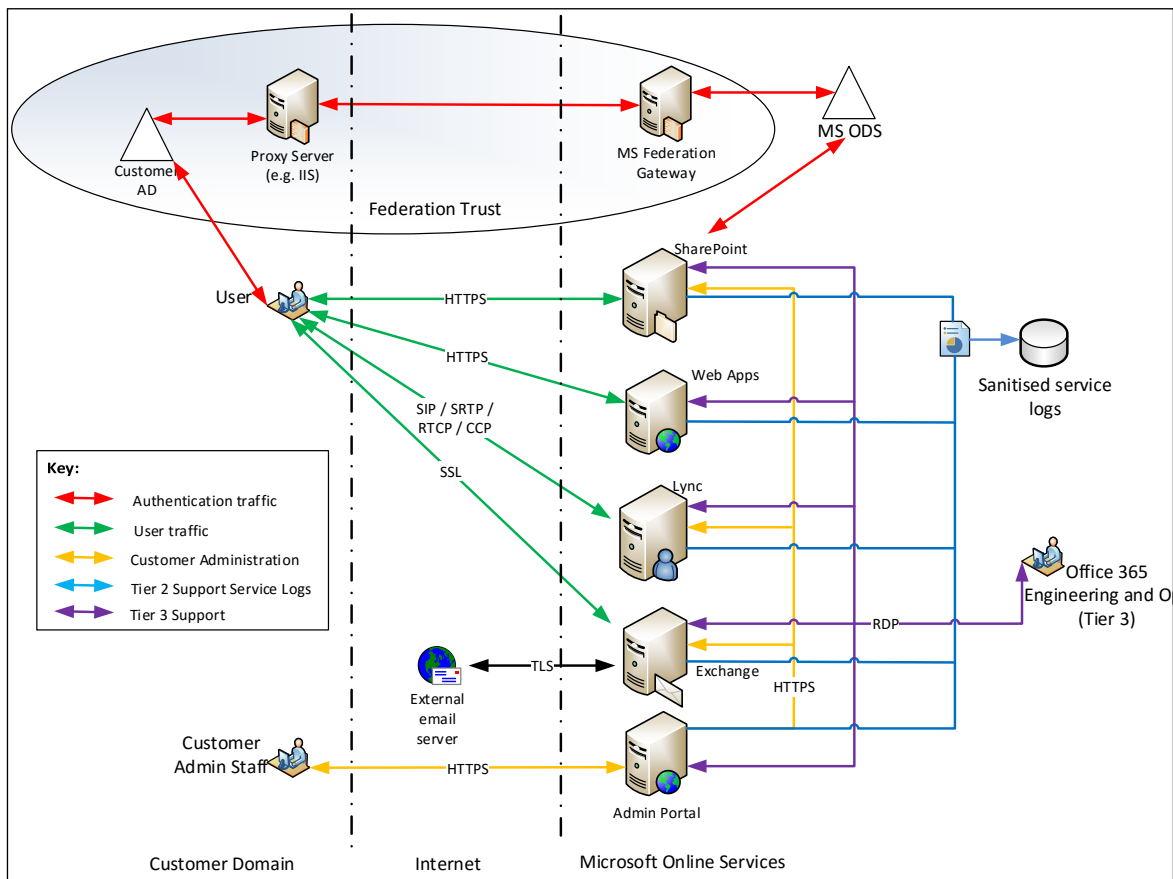 MS ODS
Proxy Server
(e.g. IIS)
MS Federation
Gateway
Customer
AD
Federation Trust
SharePoint
User
HTTPS
HTTPS
Web Apps
Sanitised service
logs
SIP / SRTP /
RTCP / CCP
SSL
Lync
Key:
Authentication traffic
User traffic
Customer Administration
Tier 2 Support Service Logs
Tier 3 Support
Office 365
Engineering and Op
(Tier 3)
RDP
TLS
Exchange
HTTPS
External
email
server
Customer
Admin Staff
HTTPS
Admin Portal
Customer Domain
Internet
Microsoft Online Services